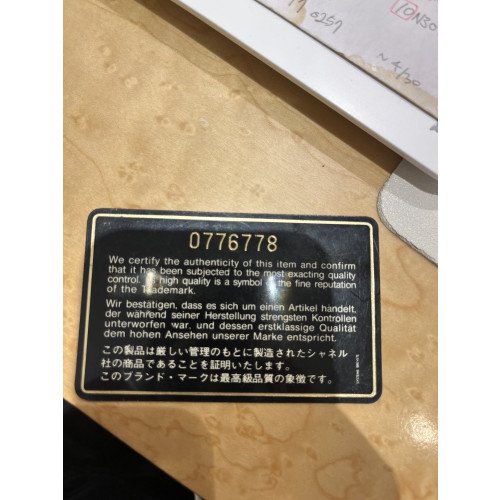 0257
10N30
~4/30
0776778
We certify the authenticity of this item and confirm
that it has been subjected to the most exacting quality
control. high quality is a symbol the fine reputation
of the Trademark.
Wir bestätigen, dass es sich um einen Artikel handelt,
der während seiner Herstellung strengsten Kontrollen
unterworfen war, und dessen erstklassige Qualität
dem hohen Ansehen unserer Marke entspricht.
この製品は厳しい管理のもとに製造されたシャネル
社の商品であることを証明いたします。
このブランド・マークは最高級品質の象徴です。